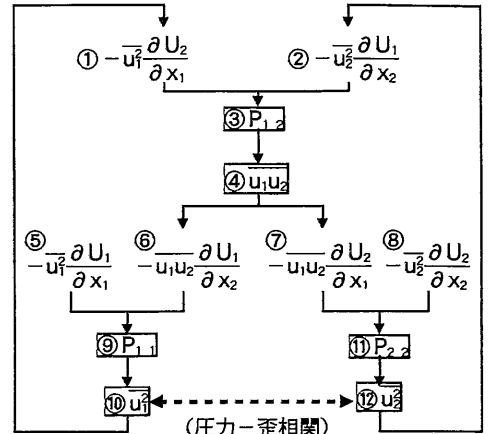 ① $-\overline{u_1^2}\frac{\partial U_2}{\partial x_1}$ ② $-\overline{u_2^2}\frac{\partial U_1}{\partial x_2}$
③ $P_{12}$
④ $\overline{u_1u_2}$
⑤ $-\overline{u_1^2}\frac{\partial U_1}{\partial x_1}$ ⑥ $-\overline{u_1u_2}\frac{\partial U_1}{\partial x_2}$ ⑦ $-\overline{u_1u_2}\frac{\partial U_2}{\partial x_1}$ ⑧ $-\overline{u_2^2}\frac{\partial U_2}{\partial x_2}$
⑨ $P_{11}$ ⑪ $P_{22}$
⑩ $\overline{u_1^2}$ ⑫ $\overline{u_2^2}$
(圧力－歪相関)